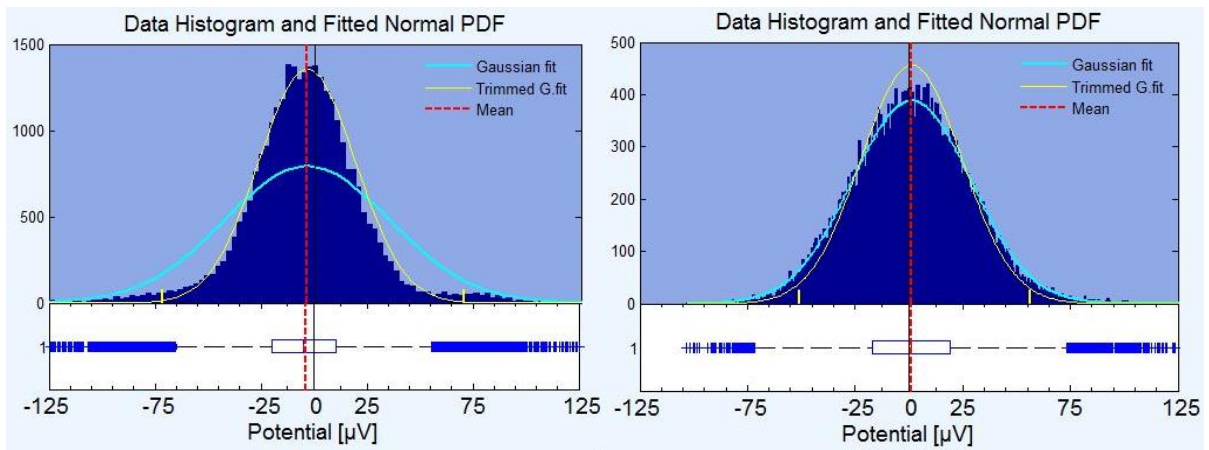 Data Histogram and Fitted Normal PDF
1500
1000
500
0
Gaussian fit
Trimmed G.fit
Mean
1
-125 -75 -25 0 25 75 125
Potential [µV]
Data Histogram and Fitted Normal PDF
500
400
300
200
100
0
Gaussian fit
Trimmed G.fit
Mean
1
-125 -75 -25 0 25 75 125
Potential [µV]